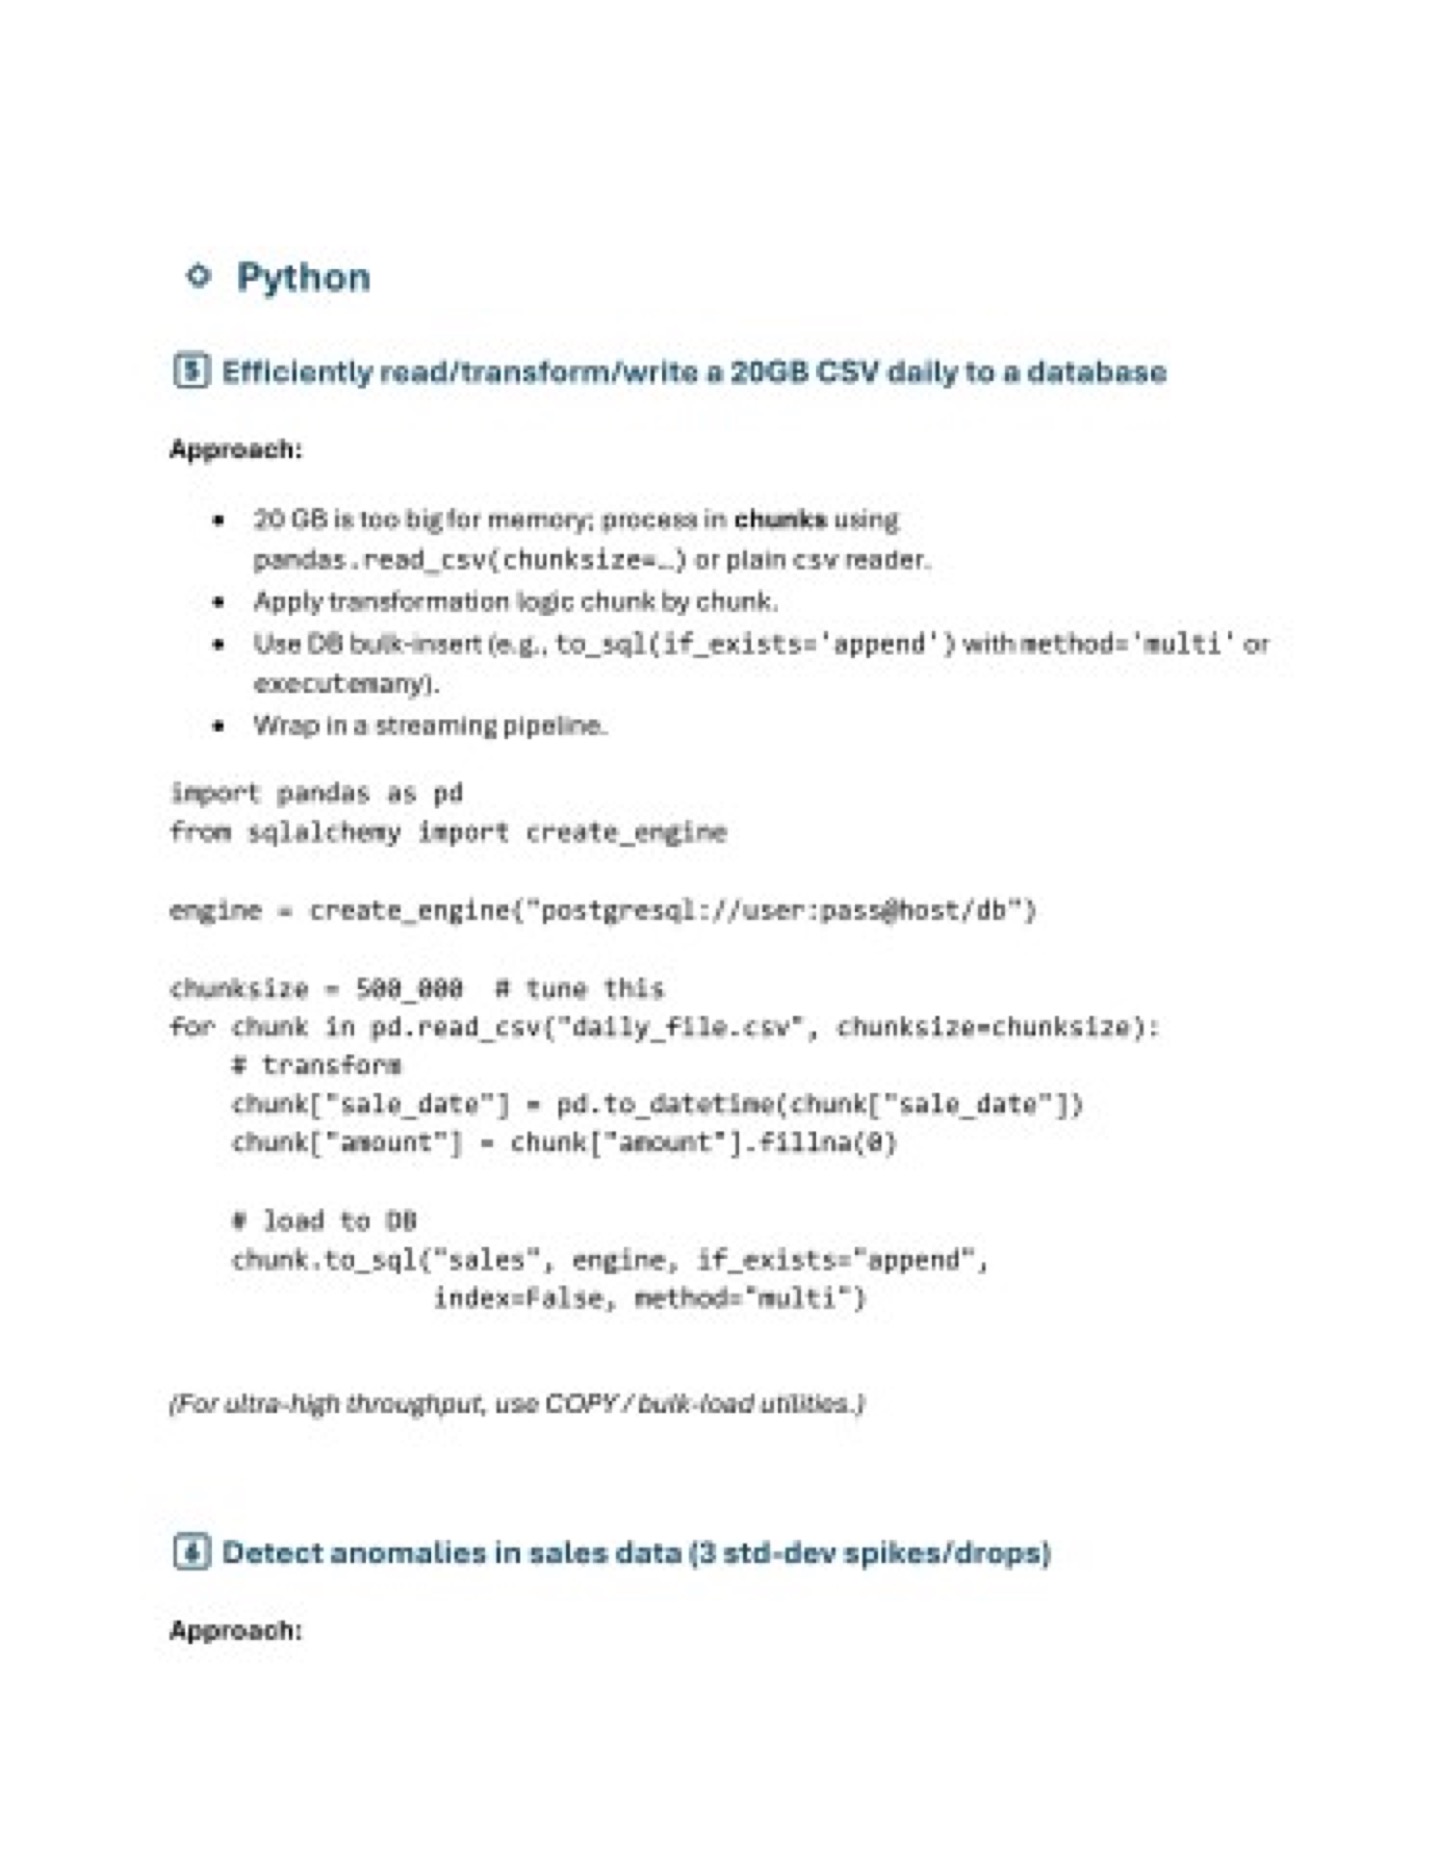 Python
5 Efficiently read/transform/write a 20GB CSV daily to a database
Approach:
• 20 GB is too big for memory; process in chunks using
pandas.read_csv(chunksize=…) or plain csv reader.
• Apply transformation logic chunk by chunk.
• Use DB bulk-insert (e.g., to_sql(if_exists='append') with method='multi' or
executemany).
• Wrap in a streaming pipeline.
import pandas as pd
from sqlalchemy import create_engine
engine = create_engine("postgresql://user:pass@host/db")
chunksize = 500_000  # tune this
for chunk in pd.read_csv("daily_file.csv", chunksize=chunksize):
    # transform
    chunk["sale_date"] = pd.to_datetime(chunk["sale_date"])
    chunk["amount"] = chunk["amount"].fillna(0)
    # load to DB
    chunk.to_sql("sales", engine, if_exists="append",
                 index=False, method="multi")
(For ultra-high throughput, use COPY / bulk-load utilities.)
6 Detect anomalies in sales data (3 std-dev spikes/drops)
Approach: